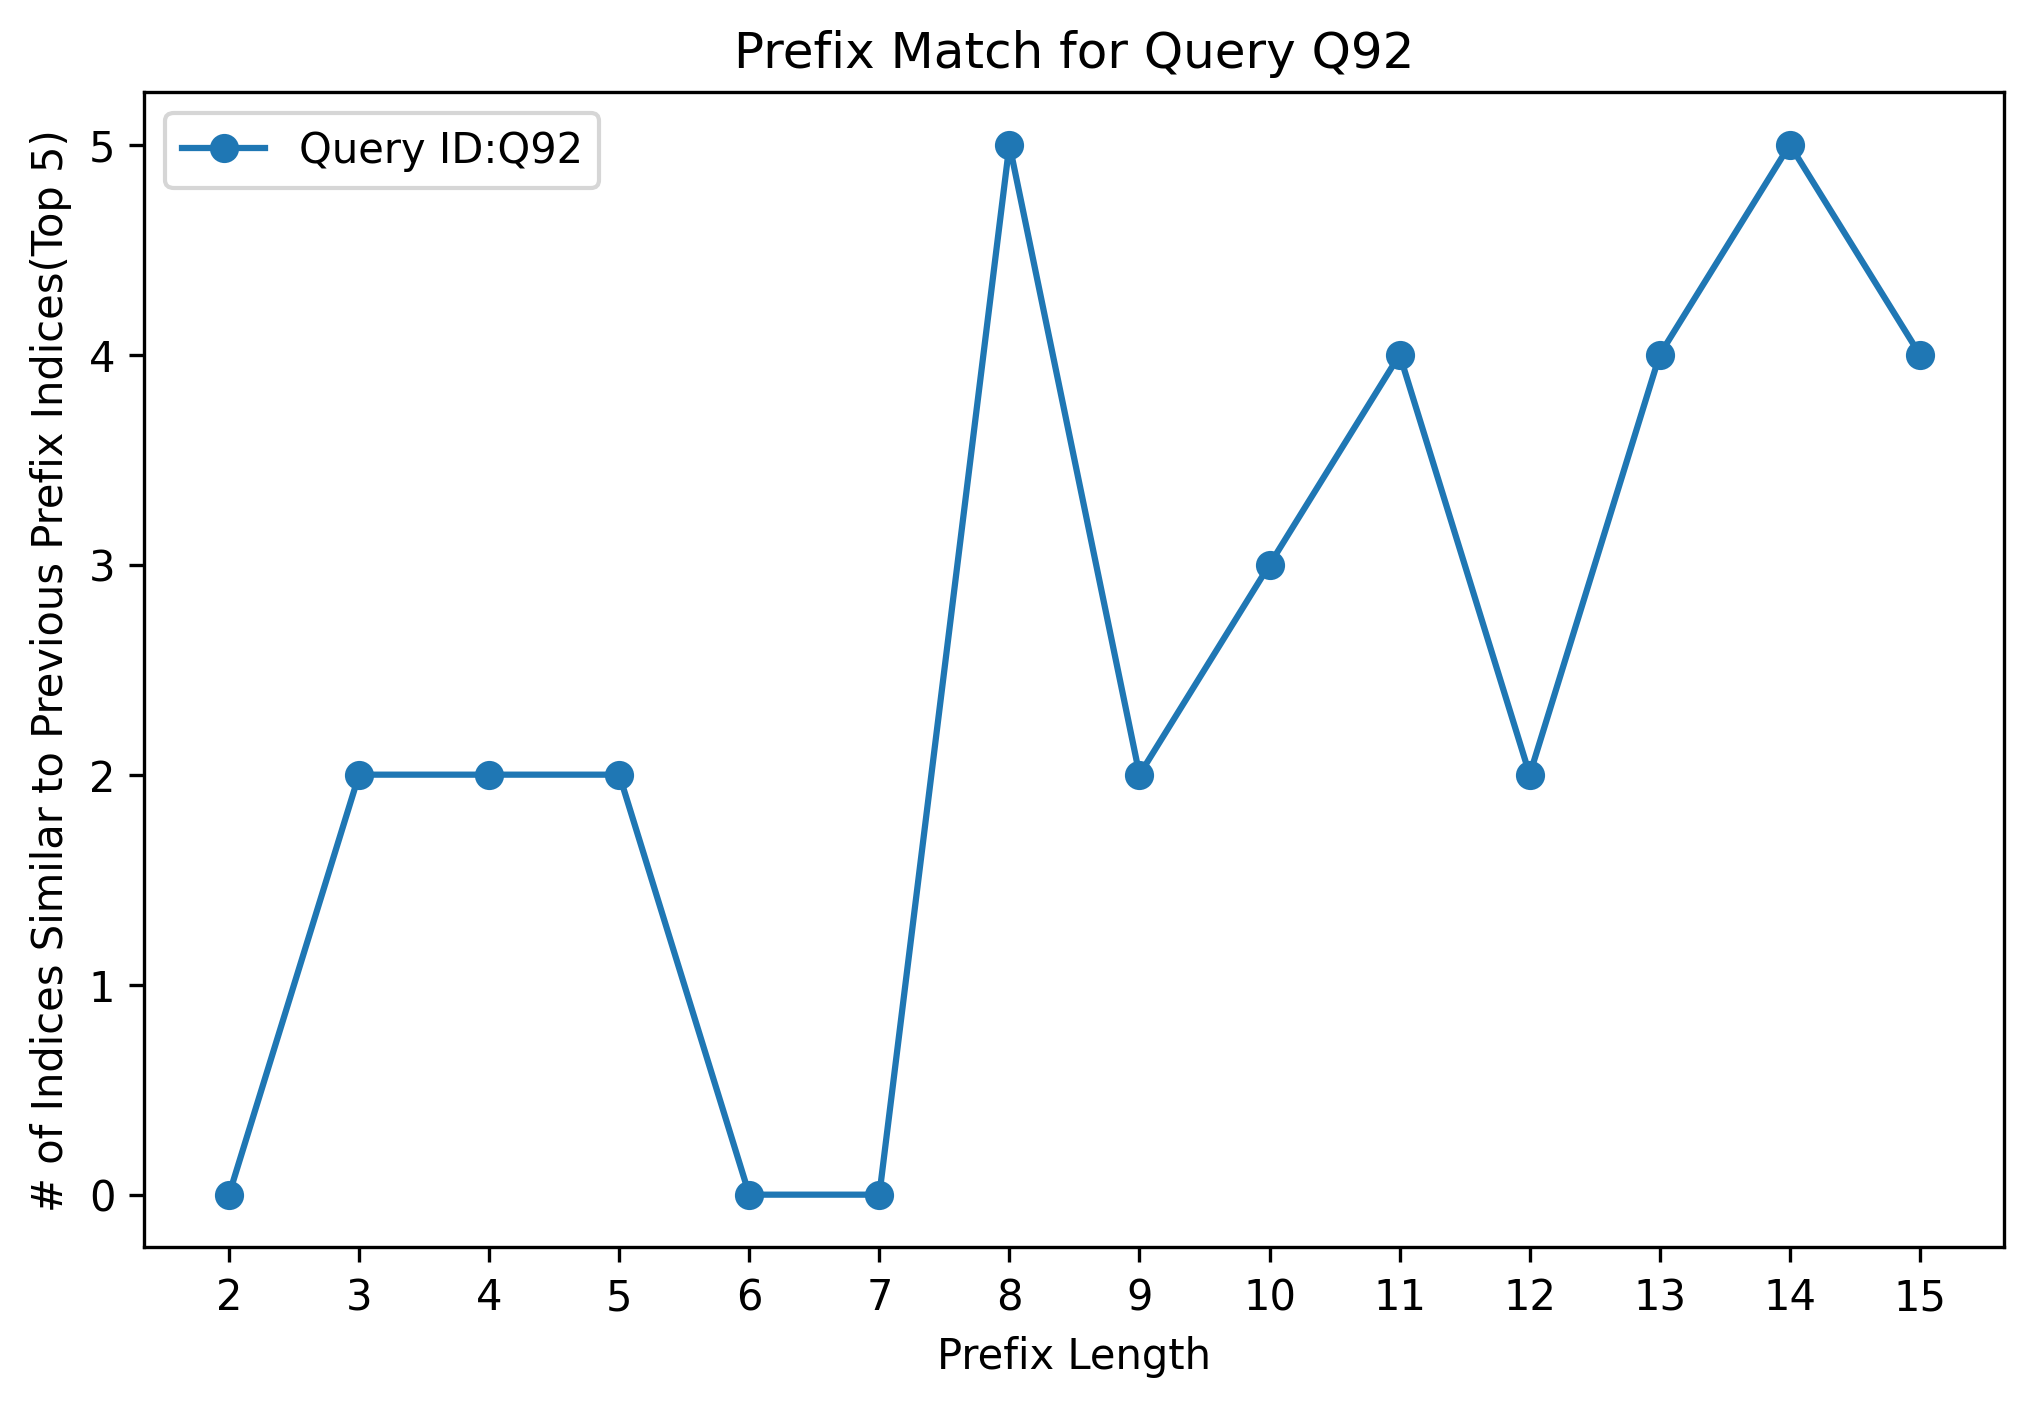 Prefix Match for Query Q92
Query ID:Q92
# of Indices Similar to Previous Prefix Indices(Top 5)
5
4
3
2
1
0
2 3 4 5 6 7 8 9 10 11 12 13 14 15
Prefix Length